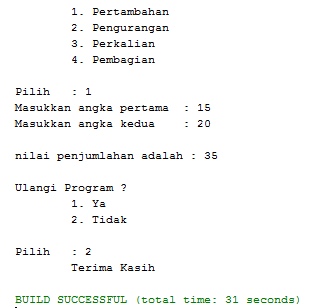 1. Pertambahan
2. Pengurangan
3. Perkalian
4. Pembagian
Pilih : 1
Masukkan angka pertama : 15
Masukkan angka kedua : 20
nilai penjumlahan adalah : 35
Ulangi Program ?
1. Ya
2. Tidak
Pilih : 2
Terima Kasih
BUILD SUCCESSFUL (total time: 31 seconds)